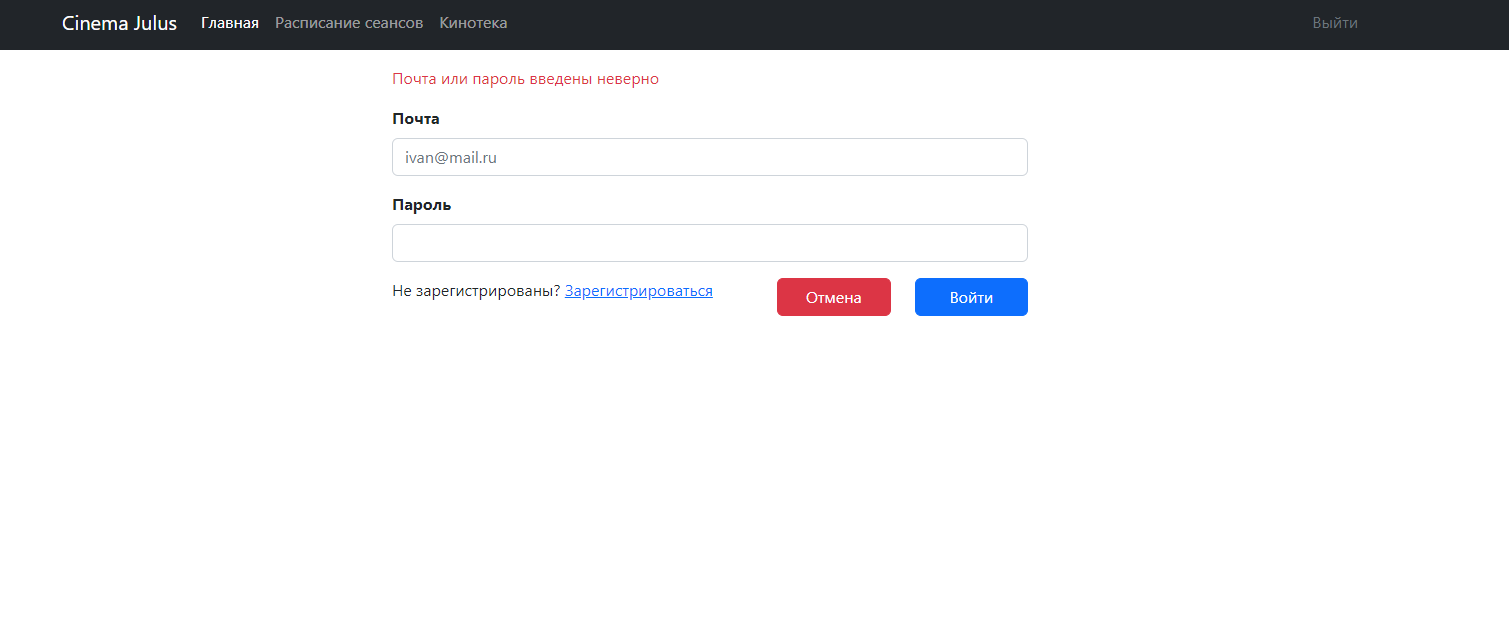 Cinema Julus Главная Расписание сеансов Кинотека Выйти
Почта или пароль введены неверно
Почта
ivan@mail.ru
Пароль
Не зарегистрированы? Зарегистрироваться Отмена Войти